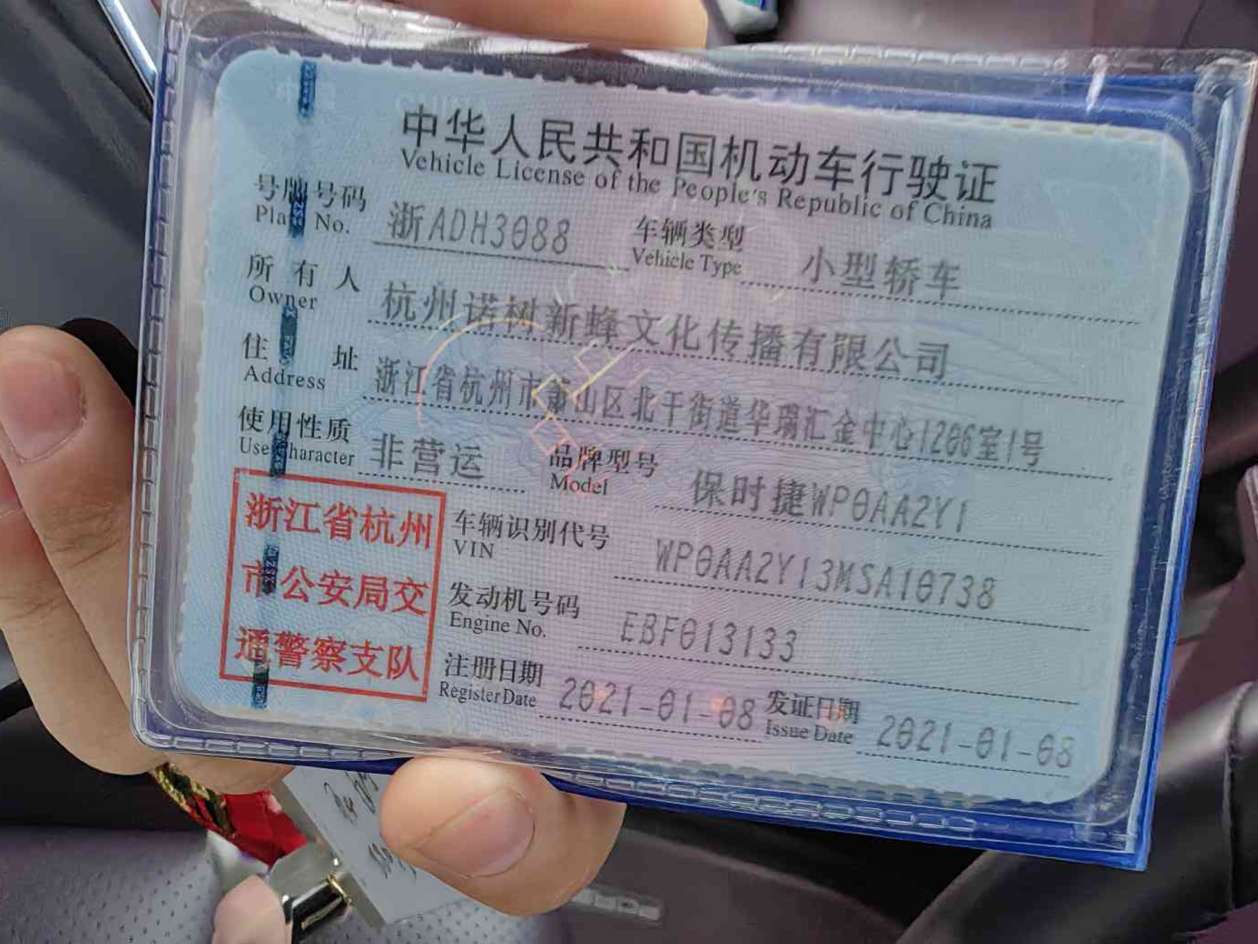 中华人民共和国机动车行驶证
Vehicle License of the People's Republic of China
号牌号码 浙ADH3088 车辆类型 小型轿车
Plate No. Vehicle Type
所有人 杭州诺树新蜂文化传播有限公司
Owner
住址 浙江省杭州市萧山区北干街道华瑞汇金中心1206室1号
Address
使用性质 非营运 品牌型号 保时捷WP0AA2Y1
Use Character Model
浙江省杭州
市公安局交
通警察支队
车辆识别代号 WP0AA2Y13MSA10738
VIN
发动机号码 EBF013133
Engine No.
注册日期 2021-01-08 发证日期 2021-01-08
Register Date Issue Date